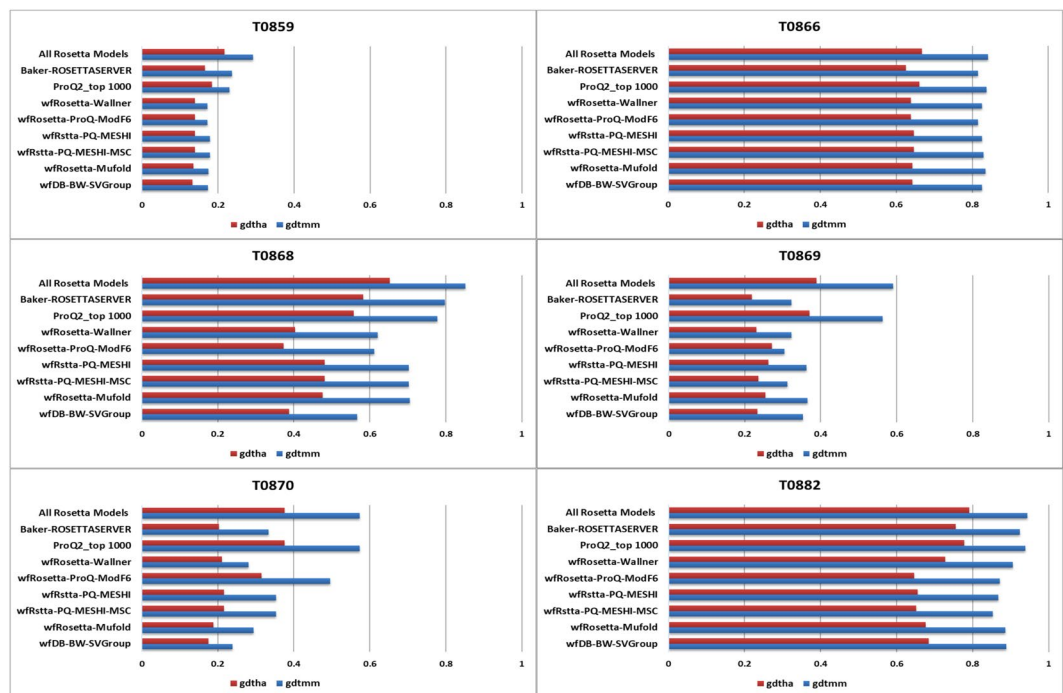 T0859
All Rosetta Models
Baker-ROSETTASERVER
ProQ2_top 1000
wfRosetta-Wallner
wfRosetta-ProQ-ModF6
wfRstta-PQ-MESHI
wfRstta-PQ-MESHI-MSC
wfRosetta-Mufold
wfDB-BW-SVGroup
0 0.2 0.4 0.6 0.8 1
gdtha gdtmm
T0866
All Rosetta Models
Baker-ROSETTASERVER
ProQ2_top 1000
wfRosetta-Wallner
wfRosetta-ProQ-ModF6
wfRstta-PQ-MESHI
wfRstta-PQ-MESHI-MSC
wfRosetta-Mufold
wfDB-BW-SVGroup
0 0.2 0.4 0.6 0.8 1
gdtha gdtmm
T0868
All Rosetta Models
Baker-ROSETTASERVER
ProQ2_top 1000
wfRosetta-Wallner
wfRosetta-ProQ-ModF6
wfRstta-PQ-MESHI
wfRstta-PQ-MESHI-MSC
wfRosetta-Mufold
wfDB-BW-SVGroup
0 0.2 0.4 0.6 0.8 1
gdtha gdtmm
T0869
All Rosetta Models
Baker-ROSETTASERVER
ProQ2_top 1000
wfRosetta-Wallner
wfRosetta-ProQ-ModF6
wfRstta-PQ-MESHI
wfRstta-PQ-MESHI-MSC
wfRosetta-Mufold
wfDB-BW-SVGroup
0 0.2 0.4 0.6 0.8 1
gdtha gdtmm
T0870
All Rosetta Models
Baker-ROSETTASERVER
ProQ2_top 1000
wfRosetta-Wallner
wfRosetta-ProQ-ModF6
wfRstta-PQ-MESHI
wfRstta-PQ-MESHI-MSC
wfRosetta-Mufold
wfDB-BW-SVGroup
0 0.2 0.4 0.6 0.8 1
gdtha gdtmm
T0882
All Rosetta Models
Baker-ROSETTASERVER
ProQ2_top 1000
wfRosetta-Wallner
wfRosetta-ProQ-ModF6
wfRstta-PQ-MESHI
wfRstta-PQ-MESHI-MSC
wfRosetta-Mufold
wfDB-BW-SVGroup
0 0.2 0.4 0.6 0.8 1
gdtha gdtmm